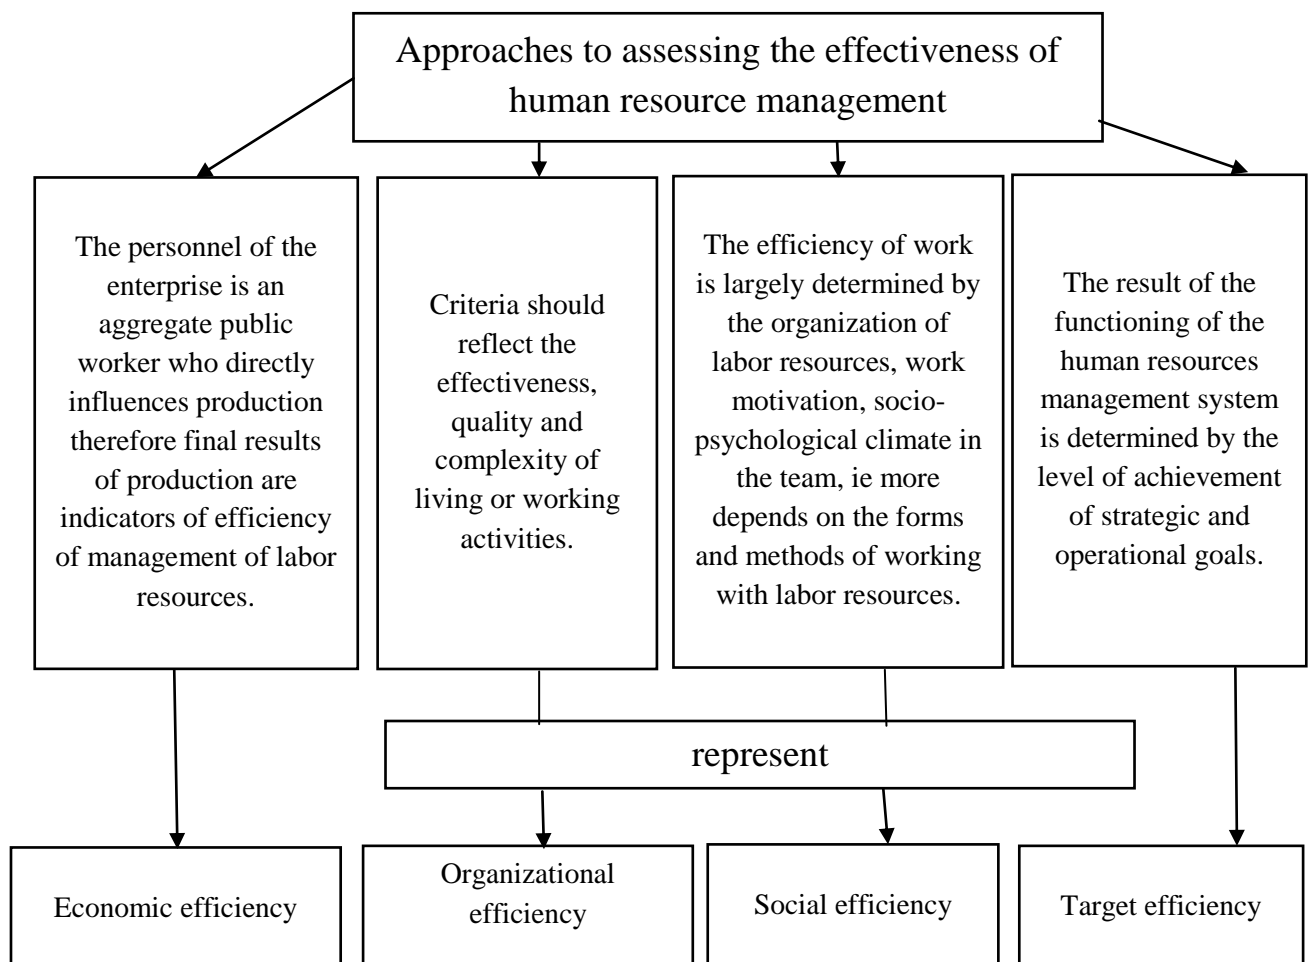 Approaches to assessing the effectiveness of
human resource management
The personnel of the
enterprise is an
aggregate public
worker who directly
influences production
therefore final results
of production are
indicators of efficiency
of management of labor
resources.
Criteria should
reflect the
effectiveness,
quality and
complexity of
living or working
activities.
The efficiency of work
is largely determined by
the organization of
labor resources, work
motivation, socio-
psychological climate in
the team, ie more
depends on the forms
and methods of working
with labor resources.
The result of the
functioning of the
human resources
management system
is determined by the
level of achievement
of strategic and
operational goals.
represent
Economic efficiency
Organizational
efficiency
Social efficiency
Target efficiency